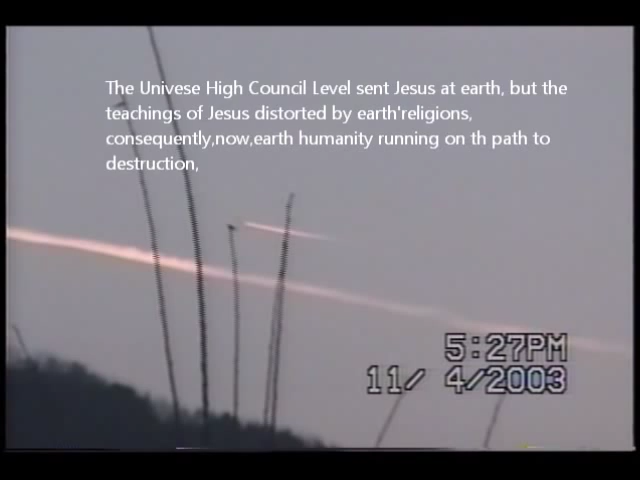 The Univese High Council Level sent Jesus at earth, but the
teachings of Jesus distorted by earth'religions,
consequently,now,earth humanity running on th path to
destruction,
5:27PM
11/ 4/2003